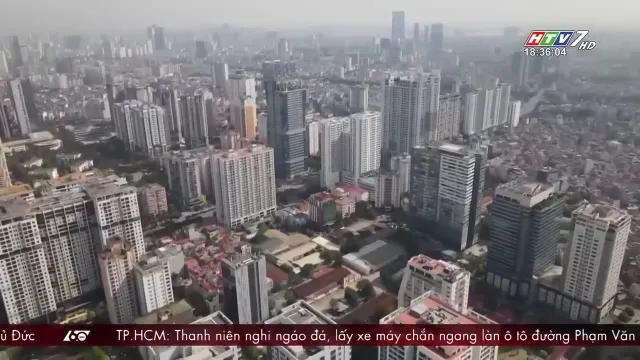 HTV7 HD
18:36:04
ủ Đức 60 TP.HCM: Thanh niên nghi ngáo đá, lấy xe máy chắn ngang làn ô tô đường Phạm Văn